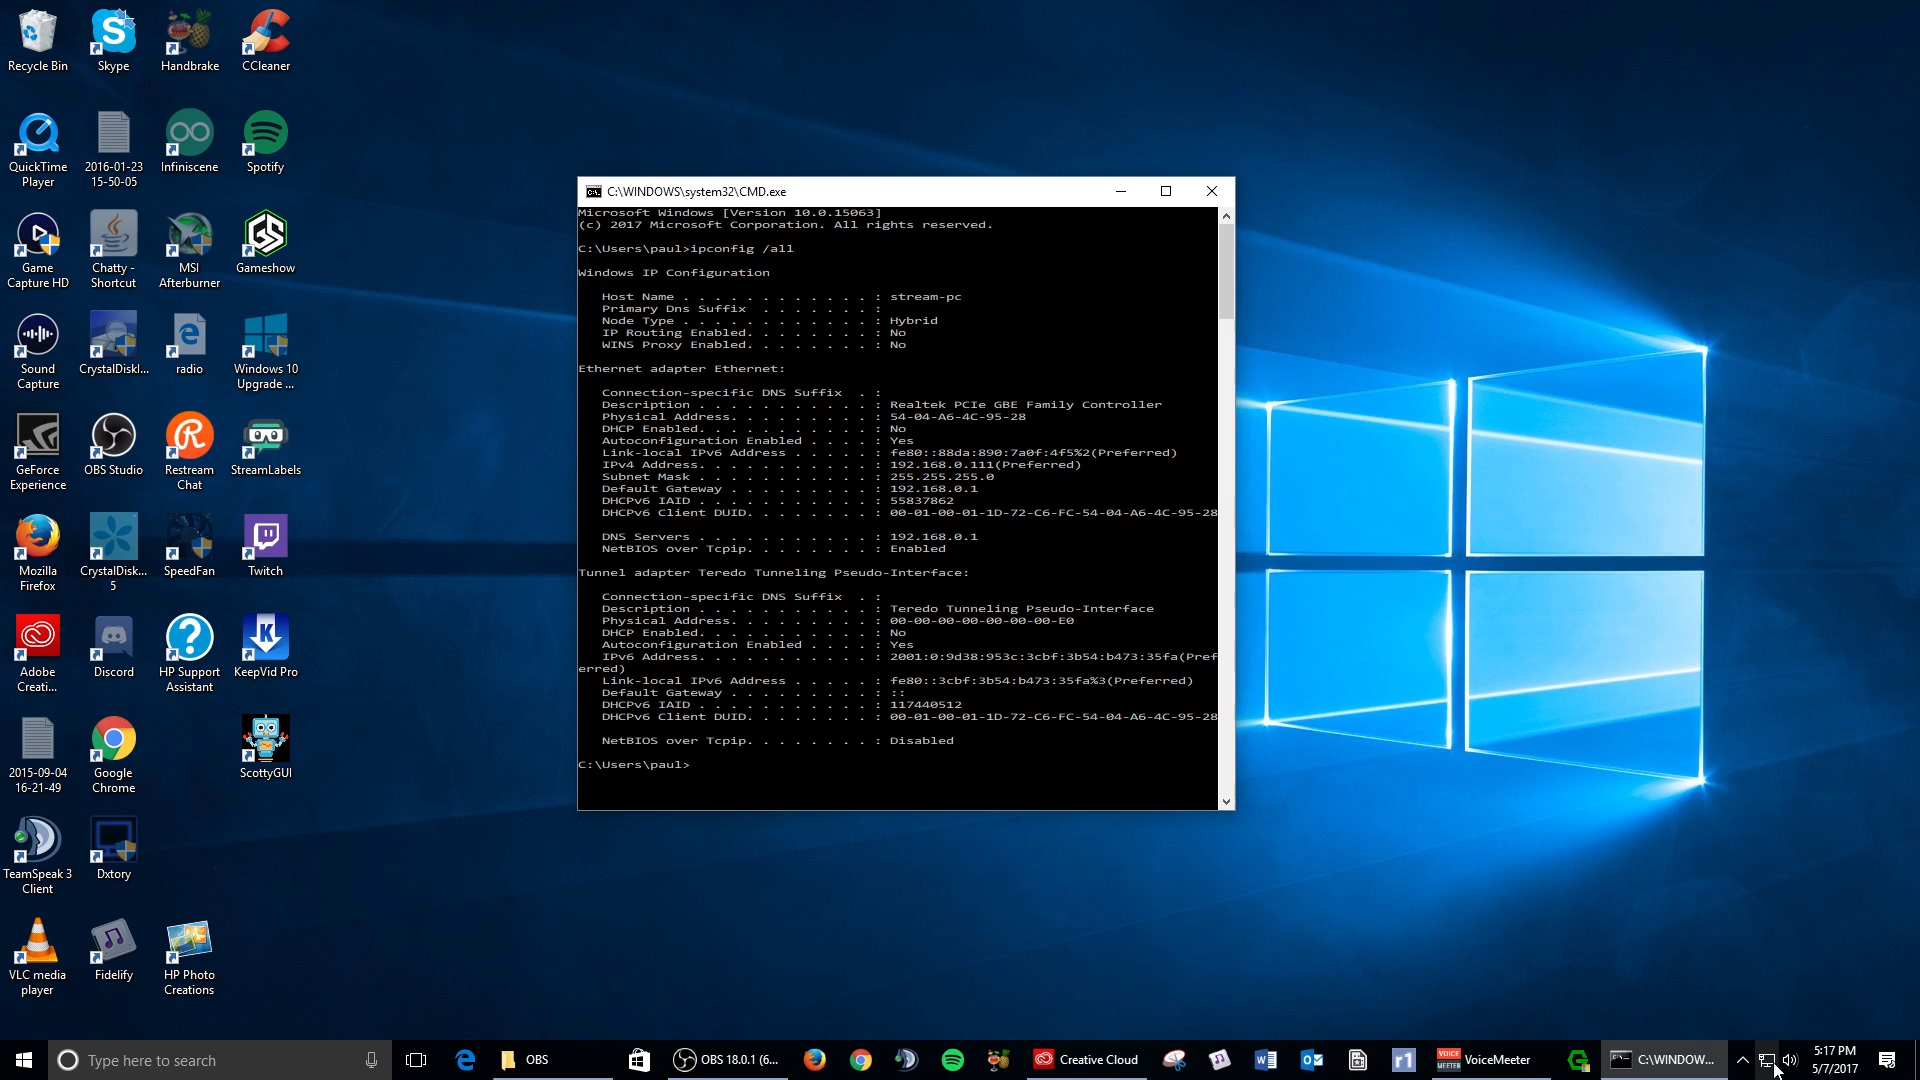 Recycle Bin
Skype
Handbrake
CCleaner
QuickTime Player
2016-01-23 15-50-05
Infiniscene
Spotify
Game Capture HD
Chatty - Shortcut
MSI Afterburner
Gameshow
Sound Capture
CrystalDiskI...
radio
Windows 10 Upgrade ...
GeForce Experience
OBS Studio
Restream Chat
StreamLabels
Mozilla Firefox
CrystalDisk... 5
SpeedFan
Twitch
Adobe Creati...
Discord
HP Support Assistant
KeepVid Pro
2015-09-04 16-21-49
Google Chrome
ScottyGUI
TeamSpeak 3 Client
Dxtory
VLC media player
Fidelify
HP Photo Creations
C:\WINDOWS\system32\CMD.exe
Microsoft Windows [Version 10.0.15063]
(c) 2017 Microsoft Corporation. All rights reserved.
C:\Users\paul>ipconfig /all
Windows IP Configuration
Host Name . . . . . . . . . . . . : stream-pc
Primary Dns Suffix  . . . . . . . :
Node Type . . . . . . . . . . . . : Hybrid
IP Routing Enabled. . . . . . . . : No
WINS Proxy Enabled. . . . . . . . : No
Ethernet adapter Ethernet:
Connection-specific DNS Suffix  . :
Description . . . . . . . . . . . : Realtek PCIe GBE Family Controller
Physical Address. . . . . . . . . : 54-04-A6-4C-95-28
DHCP Enabled. . . . . . . . . . . : No
Autoconfiguration Enabled . . . . : Yes
Link-local IPv6 Address . . . . . : fe80::88da:890:7a0f:4f5%2(Preferred)
IPv4 Address. . . . . . . . . . . : 192.168.0.111(Preferred)
Subnet Mask . . . . . . . . . . . : 255.255.255.0
Default Gateway . . . . . . . . . : 192.168.0.1
DHCPv6 IAID . . . . . . . . . . . : 55837862
DHCPv6 Client DUID. . . . . . . . : 00-01-00-01-1D-72-C6-FC-54-04-A6-4C-95-28
DNS Servers . . . . . . . . . . . : 192.168.0.1
NetBIOS over Tcpip. . . . . . . . : Enabled
Tunnel adapter Teredo Tunneling Pseudo-Interface:
Connection-specific DNS Suffix  . :
Description . . . . . . . . . . . : Teredo Tunneling Pseudo-Interface
Physical Address. . . . . . . . . : 00-00-00-00-00-00-00-E0
DHCP Enabled. . . . . . . . . . . : No
Autoconfiguration Enabled . . . . : Yes
IPv6 Address. . . . . . . . . . . : 2001:0:9d38:953c:3cbf:3b54:b473:35fa(Pref
erred)
Link-local IPv6 Address . . . . . : fe80::3cbf:3b54:b473:35fa%3(Preferred)
Default Gateway . . . . . . . . . : ::
DHCPv6 IAID . . . . . . . . . . . : 117440512
DHCPv6 Client DUID. . . . . . . . : 00-01-00-01-1D-72-C6-FC-54-04-A6-4C-95-28
NetBIOS over Tcpip. . . . . . . . : Disabled
C:\Users\paul>
Type here to search
OBS
OBS 18.0.1 (6...
Creative Cloud
r1
VOICE MEETER
VoiceMeeter
C:\WINDOW...
5:17 PM
5/7/2017